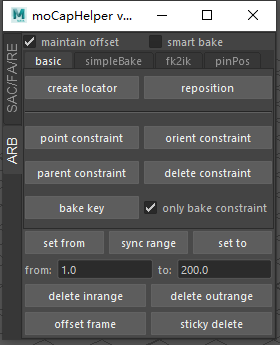 moCapHelper v...
maintain offset smart bake
SAC/FA/RE
ARB
basic simpleBake fk2ik pinPos
create locator reposition
point constraint orient constraint
parent constraint delete constraint
bake key only bake constraint
set from sync range set to
from: 1.0 to: 200.0
delete inrange delete outrange
offset frame sticky delete